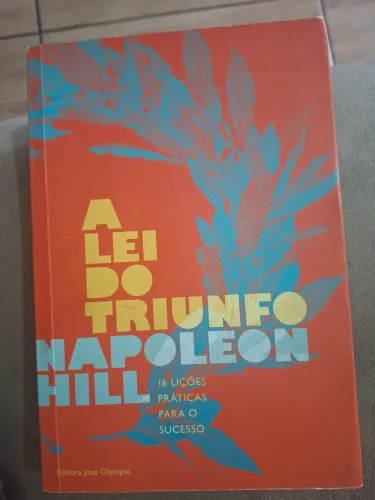 A
LEI
DO
TRIUNFO
NAPOLEON
HILL
16 LIÇÕES
PRÁTICAS
PARA O
SUCESSO
Editora José Olympio